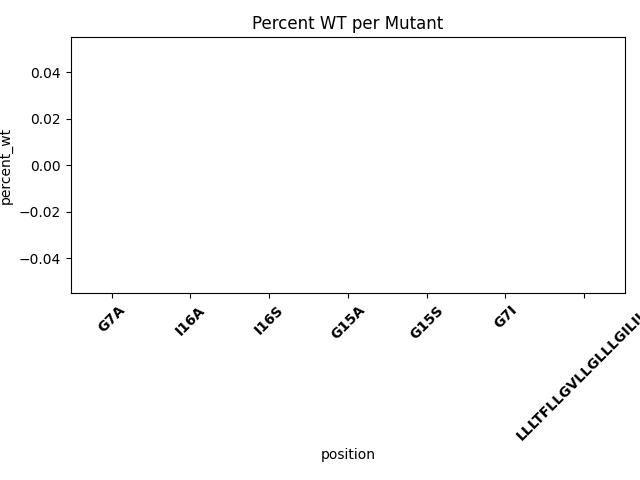 Percent WT per Mutant
percent_wt
0.04
0.02
0.00
−0.02
−0.04
G7A
I16A
I16S
G15A
G15S
G7I
position